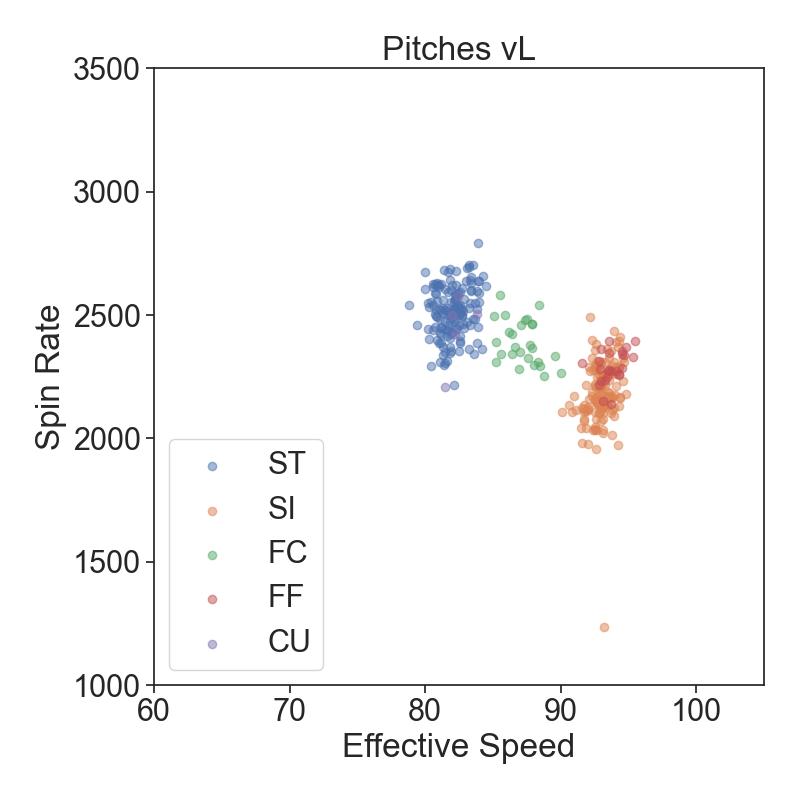 Pitches vL
3500
3000
2500
2000
1500
1000
Spin Rate
ST
SI
FC
FF
CU
60 70 80 90 100
Effective Speed